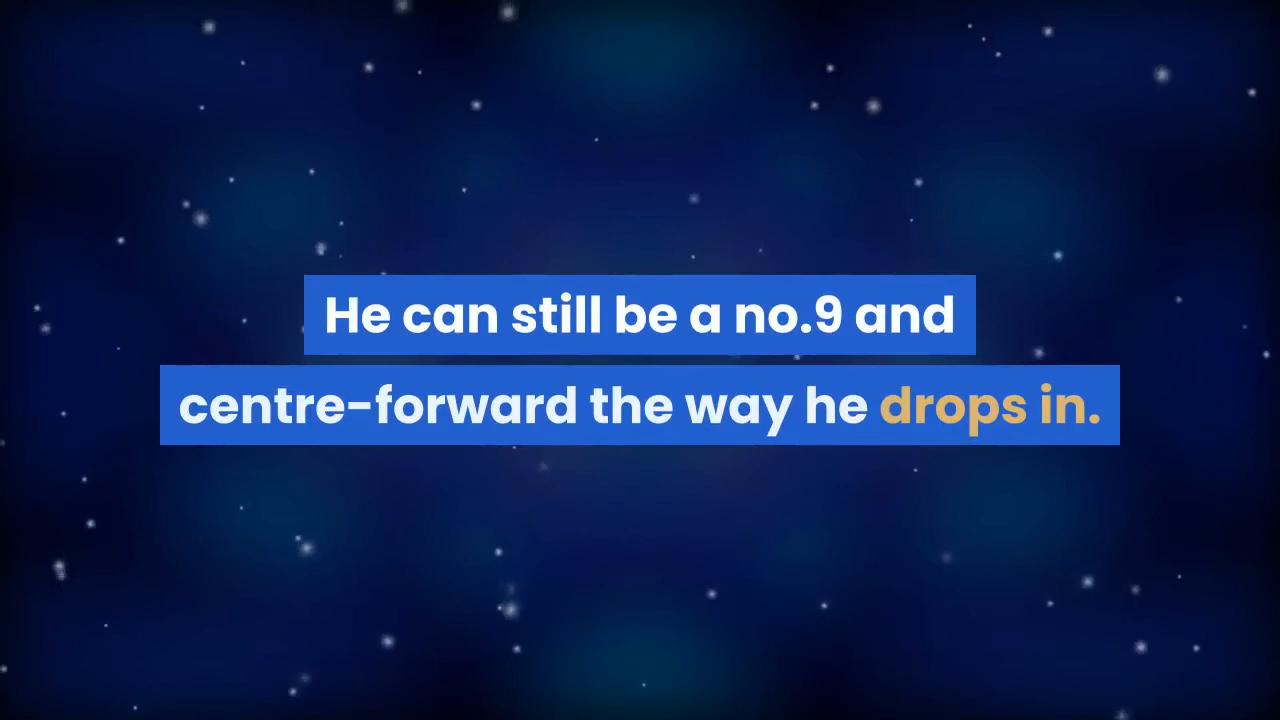 He can still be a no.9 and
centre-forward the way he drops in.